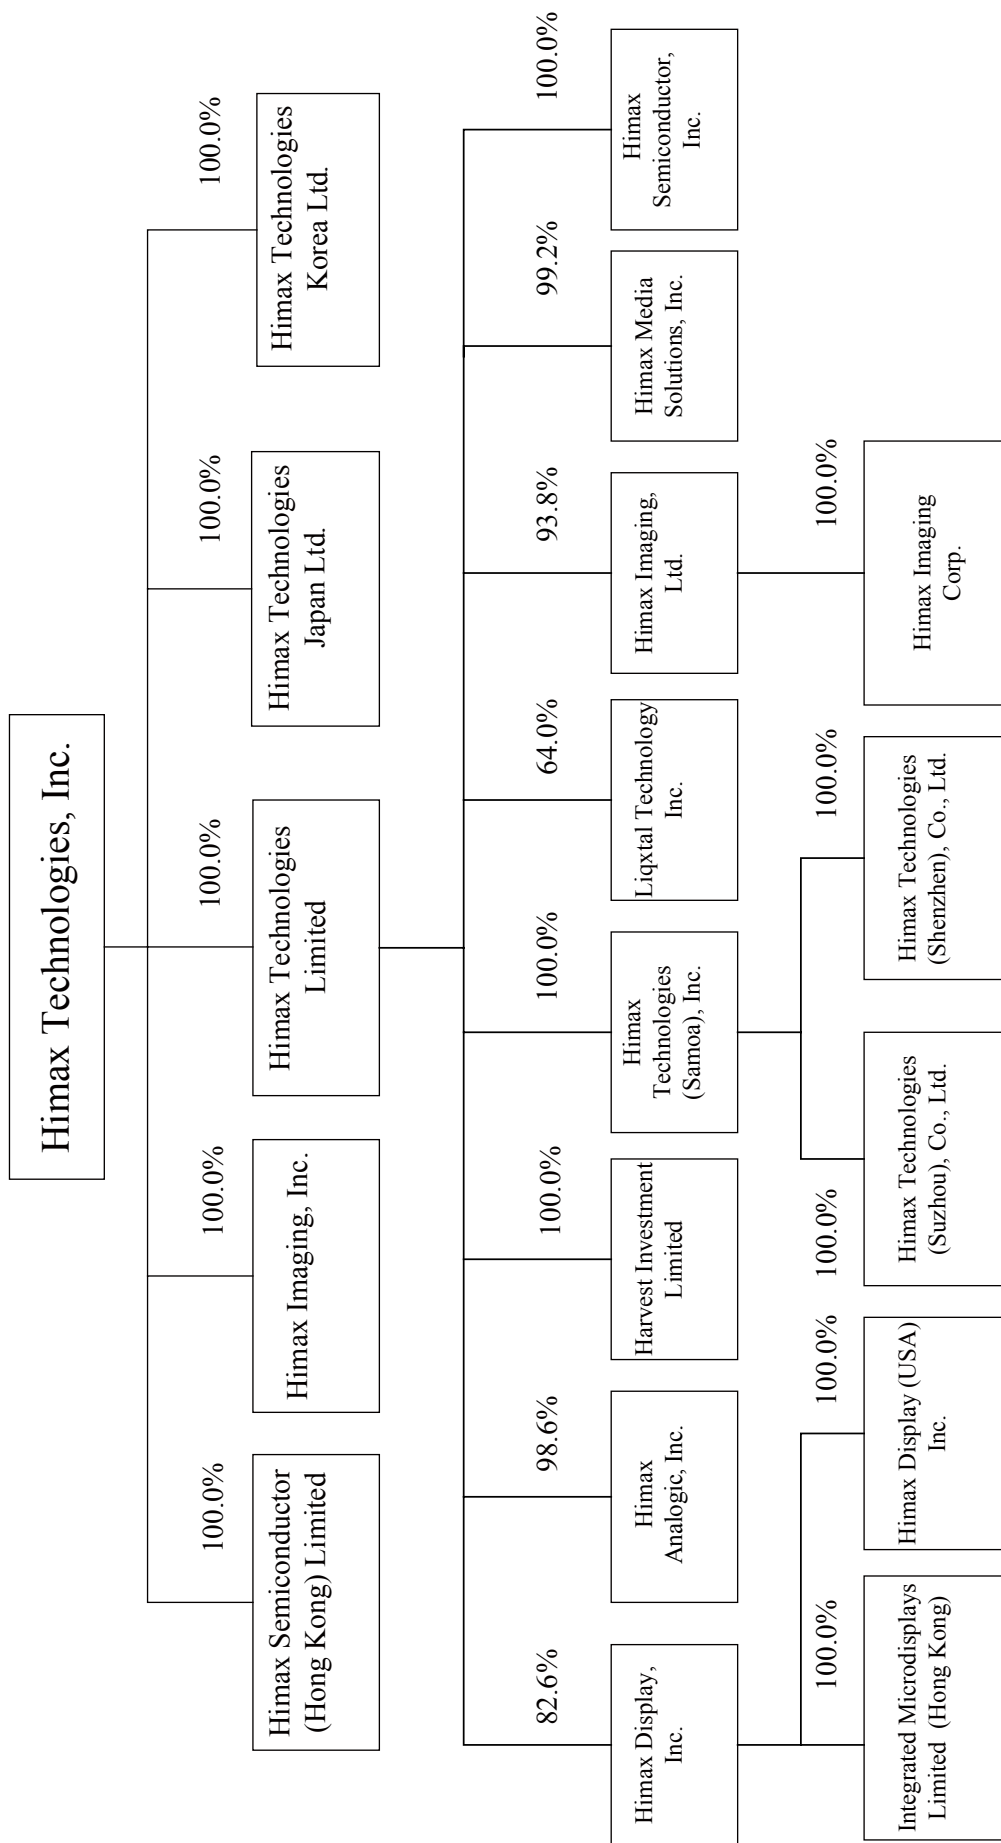 Himax Technologies, Inc.
100.0%
100.0%
100.0%
100.0%
100.0%
Himax Semiconductor
(Hong Kong) Limited
Himax Imaging, Inc.
Himax Technologies
Limited
Himax Technologies
Japan Ltd.
Himax Technologies
Korea Ltd.
82.6%
98.6%
100.0%
100.0%
64.0%
93.8%
99.2%
100.0%
Himax Display,
Inc.
Himax
Analogic, Inc.
Harvest Investment
Limited
Himax
Technologies
(Samoa), Inc.
Liqxtal Technology
Inc.
Himax Imaging,
Ltd.
Himax Media
Solutions, Inc.
Himax
Semiconductor,
Inc.
100.0%
100.0%
100.0%
100.0%
100.0%
Integrated Microdisplays
Limited (Hong Kong)
Himax Display (USA)
Inc.
Himax Technologies
(Suzhou), Co., Ltd.
Himax Technologies
(Shenzhen), Co., Ltd.
Himax Imaging
Corp.